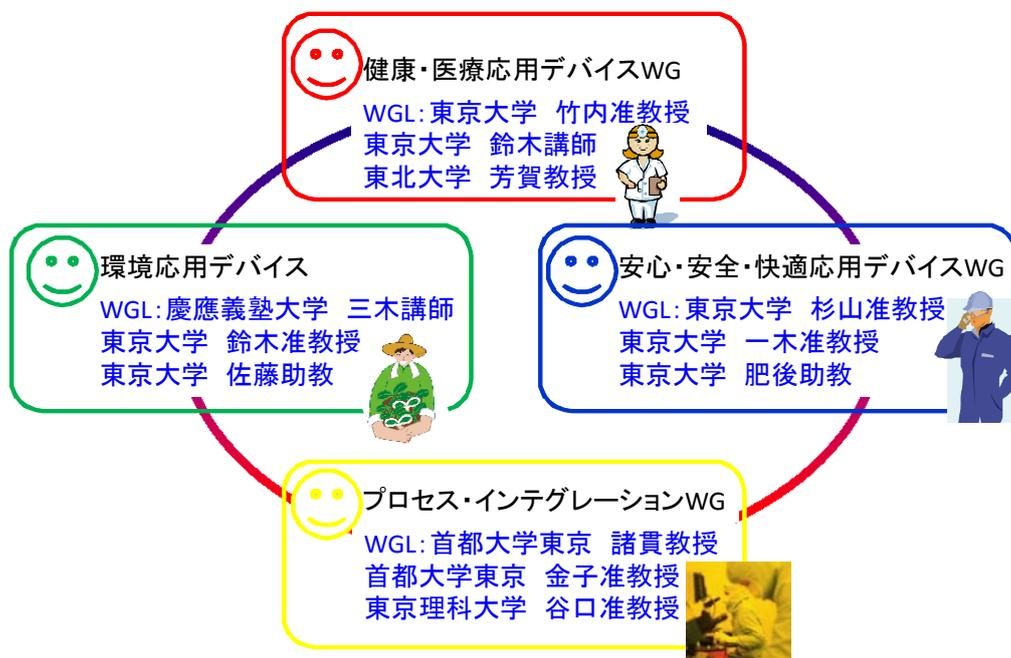 健康・医療応用デバイスWG
WGL:東京大学　竹内准教授
東京大学　鈴木講師
東北大学　芳賀教授
環境応用デバイス
WGL:慶應義塾大学　三木講師
東京大学　鈴木准教授
東京大学　佐藤助教
安心・安全・快適応用デバイスWG
WGL:東京大学　杉山准教授
東京大学　一木准教授
東京大学　肥後助教
プロセス・インテグレーションWG
WGL:首都大学東京　諸貫教授
首都大学東京　金子准教授
東京理科大学　谷口准教授